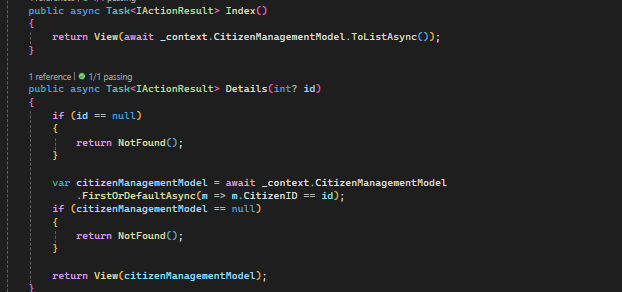 public async Task<IActionResult> Index()
{
return View(await _context.CitizenManagementModel.ToListAsync());
}
1 reference | 1/1 passing
public async Task<IActionResult> Details(int? id)
{
if (id == null)
{
return NotFound();
}
var citizenManagementModel = await _context.CitizenManagementModel
.FirstOrDefaultAsync(m => m.CitizenID == id);
if (citizenManagementModel == null)
{
return NotFound();
}
return View(citizenManagementModel);
}